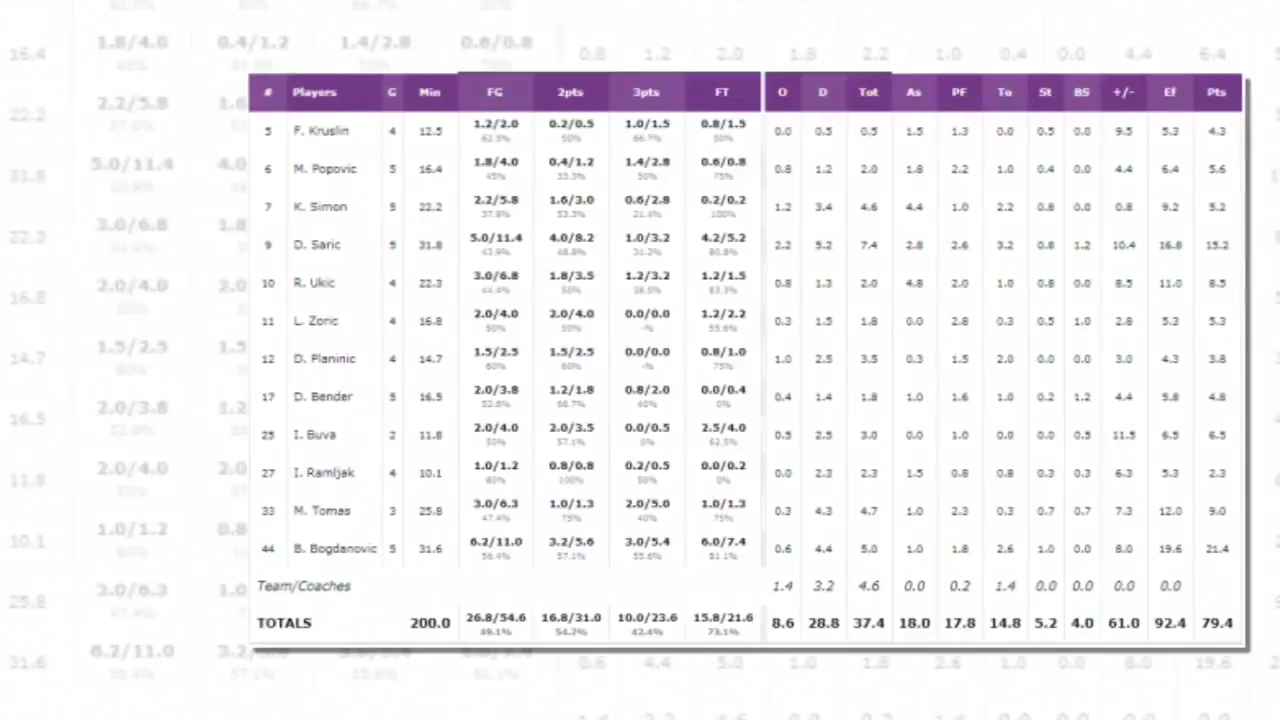 # Players G Min FG 2pts 3pts FT O D Tot As PF To St BS +/- Ef Pts
5 F. Kruslin 4 12.5 1.2/2.0 0.2/0.5 1.0/1.5 0.8/1.5 0.0 0.5 0.5 1.5 1.3 0.0 0.5 0.0 9.5 5.3 4.3
62.5% 50% 66.7% 50%
6 M. Popovic 5 16.4 1.8/4.0 0.4/1.2 1.4/2.8 0.6/0.8 0.8 1.2 2.0 1.8 2.2 1.0 0.4 0.0 4.4 6.4 5.6
45% 33.3% 50% 75%
7 K. Simon 5 22.2 2.2/5.8 1.6/3.0 0.6/2.8 0.2/0.2 1.2 3.4 4.6 4.4 1.0 2.2 0.8 0.0 0.8 9.2 5.2
37.9% 53.3% 21.4% 100%
9 D. Saric 5 31.8 5.0/11.4 4.0/8.2 1.0/3.2 4.2/5.2 2.2 5.2 7.4 2.8 2.6 3.2 0.8 1.2 10.4 16.8 15.2
43.9% 48.8% 31.2% 80.8%
10 R. Ukic 4 22.3 3.0/6.8 1.8/3.5 1.2/3.2 1.2/1.5 0.8 1.3 2.0 4.8 2.0 1.0 0.8 0.0 8.5 11.0 8.5
44.4% 50% 38.5% 83.3%
11 L. Zoric 4 16.8 2.0/4.0 2.0/4.0 0.0/0.0 1.2/2.2 0.3 1.5 1.8 0.0 2.8 0.3 0.5 1.0 2.8 5.3 5.3
50% 50% -% 55.6%
12 D. Planinic 4 14.7 1.5/2.5 1.5/2.5 0.0/0.0 0.8/1.0 1.0 2.5 3.5 0.3 1.5 2.0 0.0 0.0 3.0 4.3 3.8
60% 60% -% 75%
17 D. Bender 5 16.5 2.0/3.8 1.2/1.8 0.8/2.0 0.0/0.4 0.4 1.4 1.8 1.0 1.6 1.0 0.2 1.2 4.4 5.8 4.8
52.6% 66.7% 40% 0%
25 I. Buva 2 11.8 2.0/4.0 2.0/3.5 0.0/0.5 2.5/4.0 0.5 2.5 3.0 0.0 1.0 0.0 0.0 0.5 11.5 6.5 6.5
50% 57.1% 0% 62.5%
27 I. Ramljak 4 10.1 1.0/1.2 0.8/0.8 0.2/0.5 0.0/0.2 0.0 2.3 2.3 1.5 0.8 0.8 0.3 0.3 6.3 5.3 2.3
80% 100% 50% 0%
33 M. Tomas 3 25.8 3.0/6.3 1.0/1.3 2.0/5.0 1.0/1.3 0.3 4.3 4.7 1.0 2.3 0.3 0.7 0.7 7.3 12.0 9.0
47.4% 75% 40% 75%
44 B. Bogdanovic 5 31.6 6.2/11.0 3.2/5.6 3.0/5.4 6.0/7.4 0.6 4.4 5.0 1.0 1.8 2.6 1.0 0.0 8.0 19.6 21.4
56.4% 57.1% 55.6% 81.1%
Team/Coaches 1.4 3.2 4.6 0.0 0.2 1.4 0.0 0.0 0.0 0.0
TOTALS 200.0 26.8/54.6 16.8/31.0 10.0/23.6 15.8/21.6 8.6 28.8 37.4 18.0 17.8 14.8 5.2 4.0 61.0 92.4 79.4
49.1% 54.2% 42.4% 73.1%